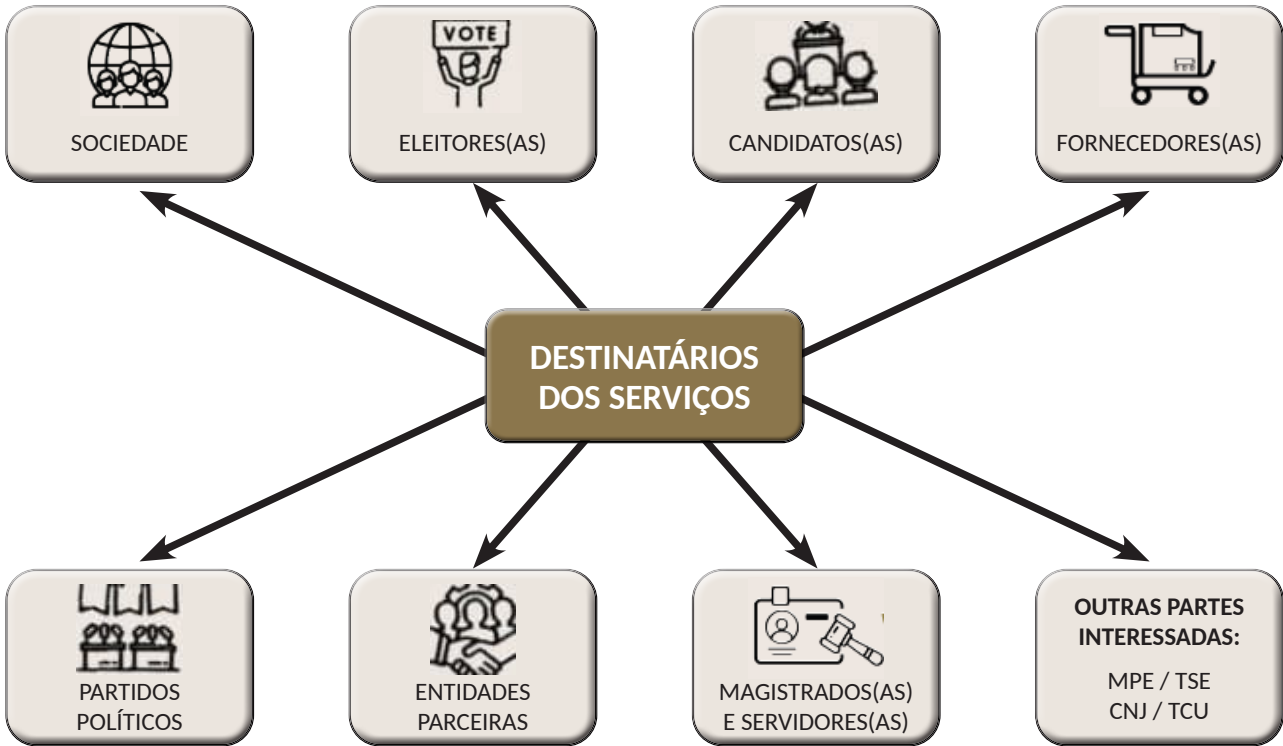 VOTE
SOCIEDADE
ELEITORES(AS)
CANDIDATOS(AS)
FORNECEDORES(AS)
DESTINATÁRIOS
DOS SERVIÇOS
PARTIDOS
POLÍTICOS
ENTIDADES
PARCEIRAS
MAGISTRADOS(AS)
E SERVIDORES(AS)
OUTRAS PARTES
INTERESSADAS:
MPE / TSE
CNJ / TCU